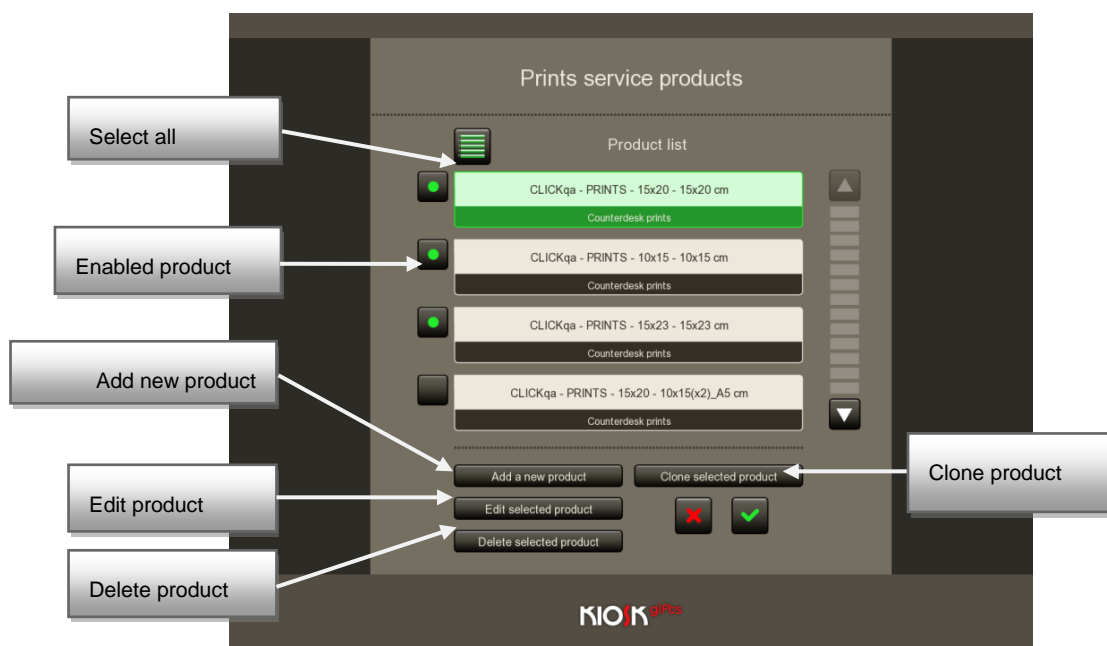 Prints service products
Select all
Product list
CLICKqa - PRINTS - 15x20 - 15x20 cm
Counterdesk prints
Enabled product
CLICKqa - PRINTS - 10x15 - 10x15 cm
Counterdesk prints
CLICKqa - PRINTS - 15x23 - 15x23 cm
Counterdesk prints
Add new product
CLICKqa - PRINTS - 15x20 - 10x15(x2)_A5 cm
Counterdesk prints
Add a new product
Clone selected product
Clone product
Edit product
Edit selected product
Delete selected product
Delete product
KIOSK gifts